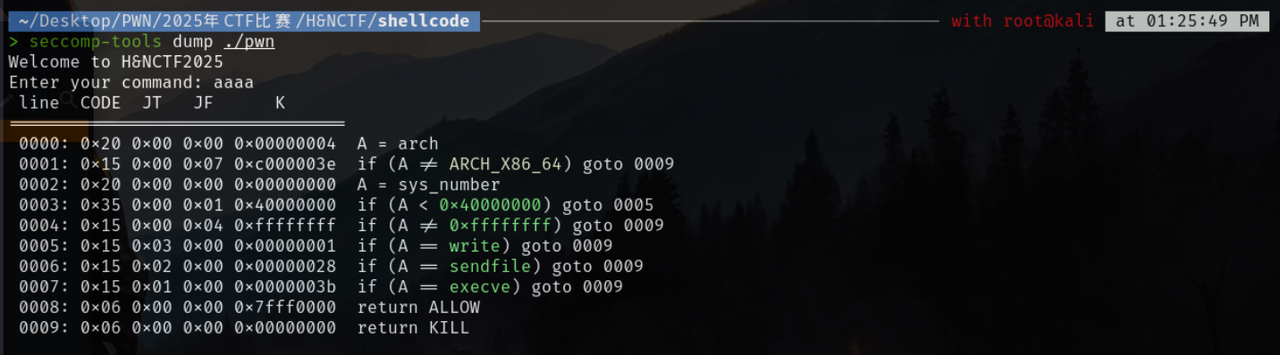 ~/Desktop/PWN/2025年CTF比赛/H&NCTF/shellcode with root@kali at 01:25:49 PM
> seccomp-tools dump ./pwn
Welcome to H&NCTF2025
Enter your command: aaaa
line CODE JT JF K
0000: 0x20 0x00 0x00 0x00000004 A = arch
0001: 0x15 0x00 0x07 0xc000003e if (A ≠ ARCH_X86_64) goto 0009
0002: 0x20 0x00 0x00 0x00000000 A = sys_number
0003: 0x35 0x00 0x01 0x40000000 if (A < 0x40000000) goto 0005
0004: 0x15 0x00 0x04 0xffffffff if (A ≠ 0xffffffff) goto 0009
0005: 0x15 0x03 0x00 0x00000001 if (A == write) goto 0009
0006: 0x15 0x02 0x00 0x00000028 if (A == sendfile) goto 0009
0007: 0x15 0x01 0x00 0x0000003b if (A == execve) goto 0009
0008: 0x06 0x00 0x00 0x7fff0000 return ALLOW
0009: 0x06 0x00 0x00 0x00000000 return KILL